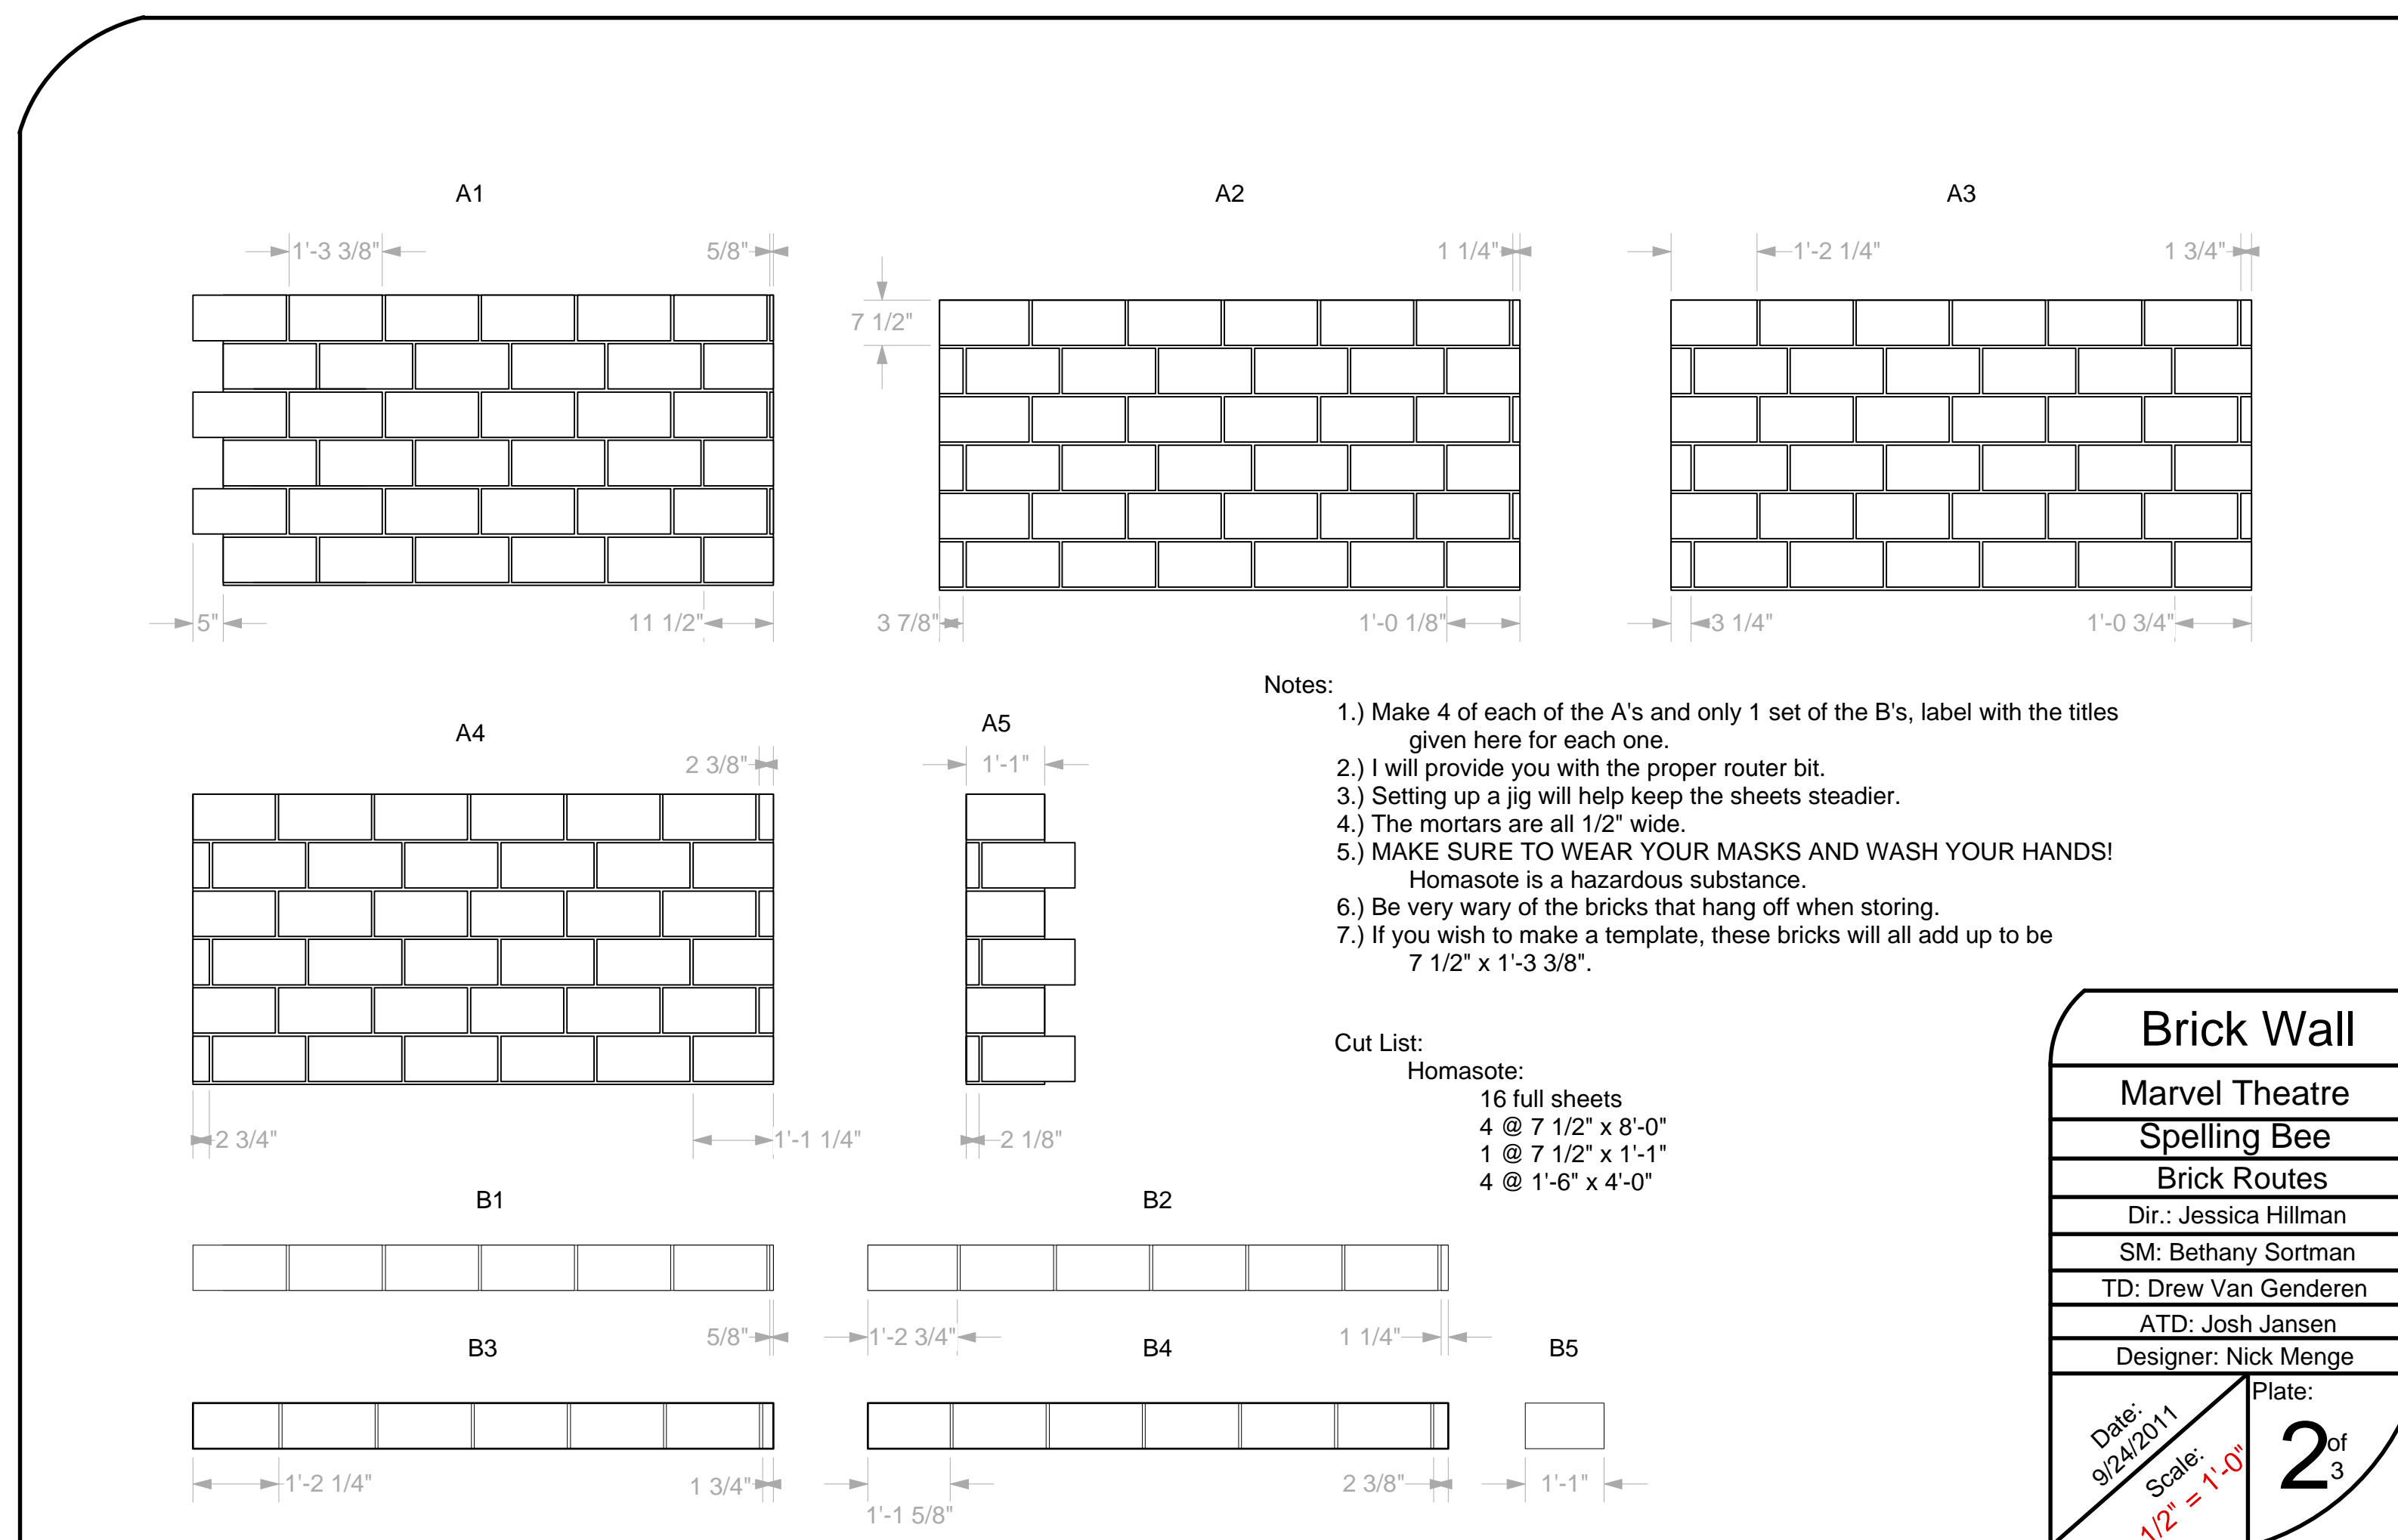 A1
A2
A3
1'-3 3/8"
5/8"
1 1/4"
1'-2 1/4"
1 3/4"
7 1/2"
5"
11 1/2"
3 7/8"
1'-0 1/8"
3 1/4"
1'-0 3/4"
Notes:
1.) Make 4 of each of the A's and only 1 set of the B's, label with the titles
given here for each one.
2.) I will provide you with the proper router bit.
3.) Setting up a jig will help keep the sheets steadier.
4.) The mortars are all 1/2" wide.
5.) MAKE SURE TO WEAR YOUR MASKS AND WASH YOUR HANDS!
Homasote is a hazardous substance.
6.) Be very wary of the bricks that hang off when storing.
7.) If you wish to make a template, these bricks will all add up to be
7 1/2" x 1'-3 3/8".
A4
A5
2 3/8"
1'-1"
2 3/4"
1'-1 1/4"
2 1/8"
Cut List:
Homasote:
16 full sheets
4 @ 7 1/2" x 8'-0"
1 @ 7 1/2" x 1'-1"
4 @ 1'-6" x 4'-0"
B1
B2
5/8"
1'-2 3/4"
1 1/4"
B3
B4
B5
1'-2 1/4"
1 3/4"
1'-1 5/8"
2 3/8"
1'-1"
Brick Wall
Marvel Theatre
Spelling Bee
Brick Routes
Dir.: Jessica Hillman
SM: Bethany Sortman
TD: Drew Van Genderen
ATD: Josh Jansen
Designer: Nick Menge
Date:
9/24/2011
Scale:
1/2" = 1'-0"
Plate:
2 of
3